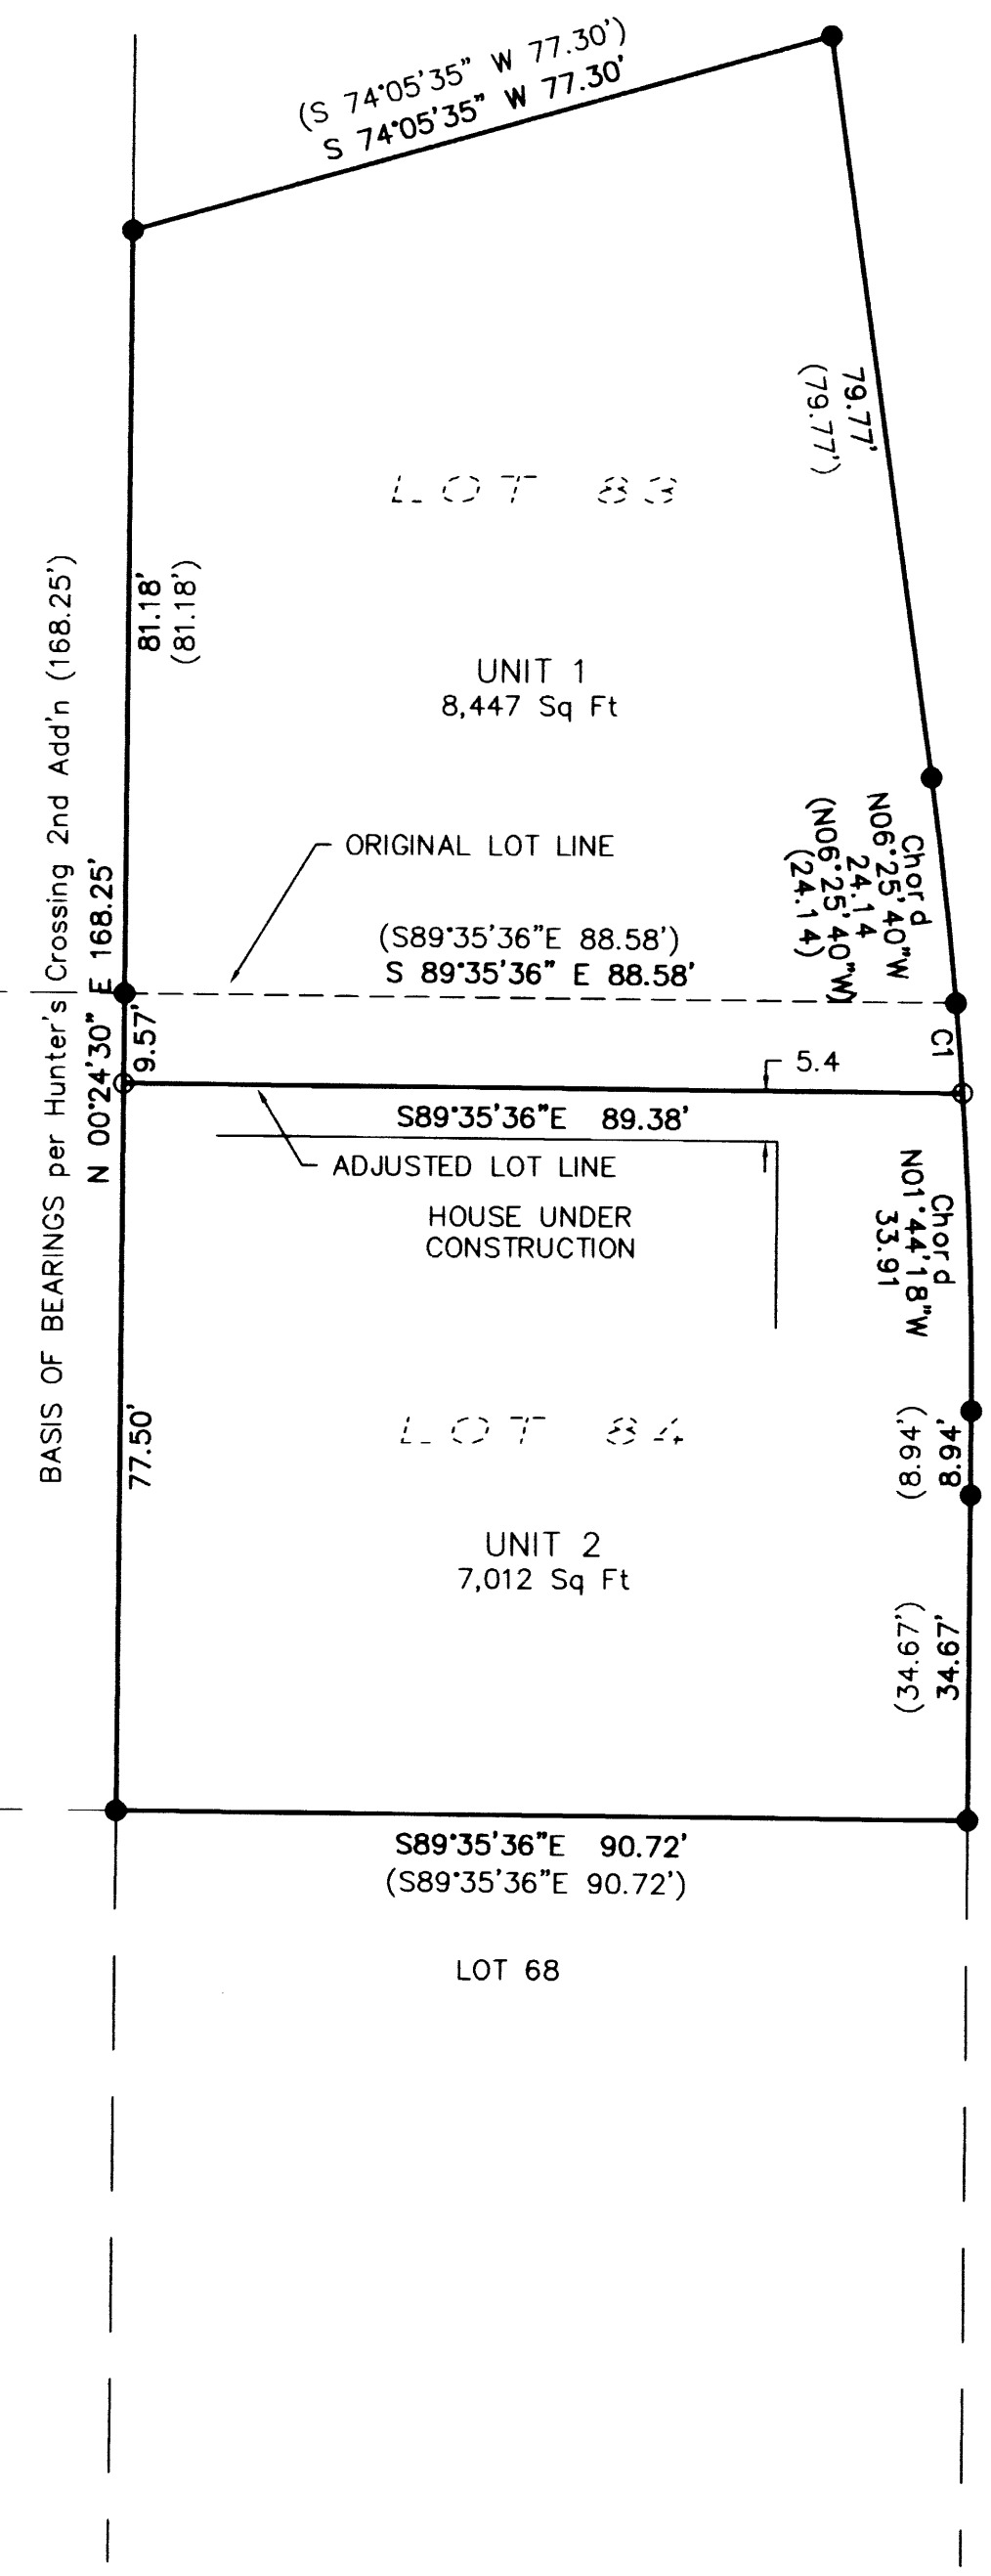 (S 74°05'35" W 77.30')
S 74°05'35" W 77.30'
79.77'
(79.77')
LOT 83
81.18'
(81.18')
UNIT 1
8,447 Sq Ft
BASIS OF BEARINGS per Hunter's Crossing 2nd Add'n (168.25')
N 00°24'30" E 168.25'
ORIGINAL LOT LINE
Chord
N06°25'40"W
24.14
(N06°25'40"W)
(24.14)
(S89°35'36"E 88.58')
S 89°35'36" E 88.58'
9.57'
C1
5.4
S89°35'36"E 89.38'
ADJUSTED LOT LINE
HOUSE UNDER
CONSTRUCTION
Chord
N01°44'18"W
33.91
77.50'
LOT 84
8.94'
(8.94')
UNIT 2
7,012 Sq Ft
34.67'
(34.67')
S89°35'36"E 90.72'
(S89°35'36"E 90.72')
LOT 68